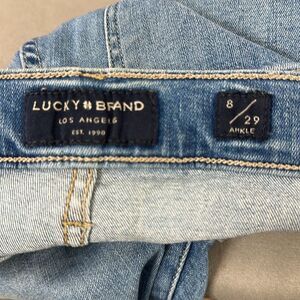 LUCKY BRAND
LOS ANGELES
EST. 1990
8/29
ANKLE